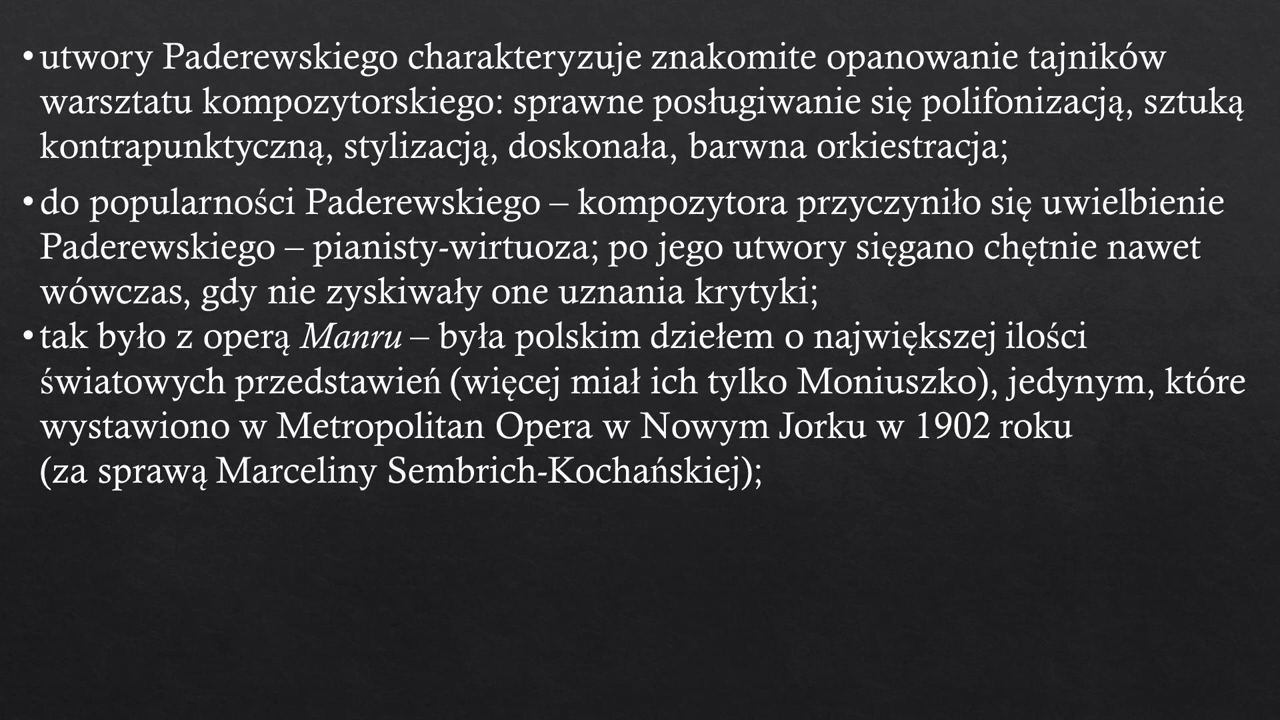 • utwory Paderewskiego charakteryzuje znakomite opanowanie tajników
warsztatu kompozytorskiego: sprawne posługiwanie się polifonizacją, sztuką
kontrapunktyczną, stylizacją, doskonała, barwna orkiestracja;
• do popularności Paderewskiego – kompozytora przyczyniło się uwielbienie
Paderewskiego – pianisty-wirtuoza; po jego utwory sięgano chętnie nawet
wówczas, gdy nie zyskiwały one uznania krytyki;
• tak było z operą Manru – była polskim dziełem o największej ilości
światowych przedstawień (więcej miał ich tylko Moniuszko), jedynym, które
wystawiono w Metropolitan Opera w Nowym Jorku w 1902 roku
(za sprawą Marceliny Sembrich-Kochańskiej);